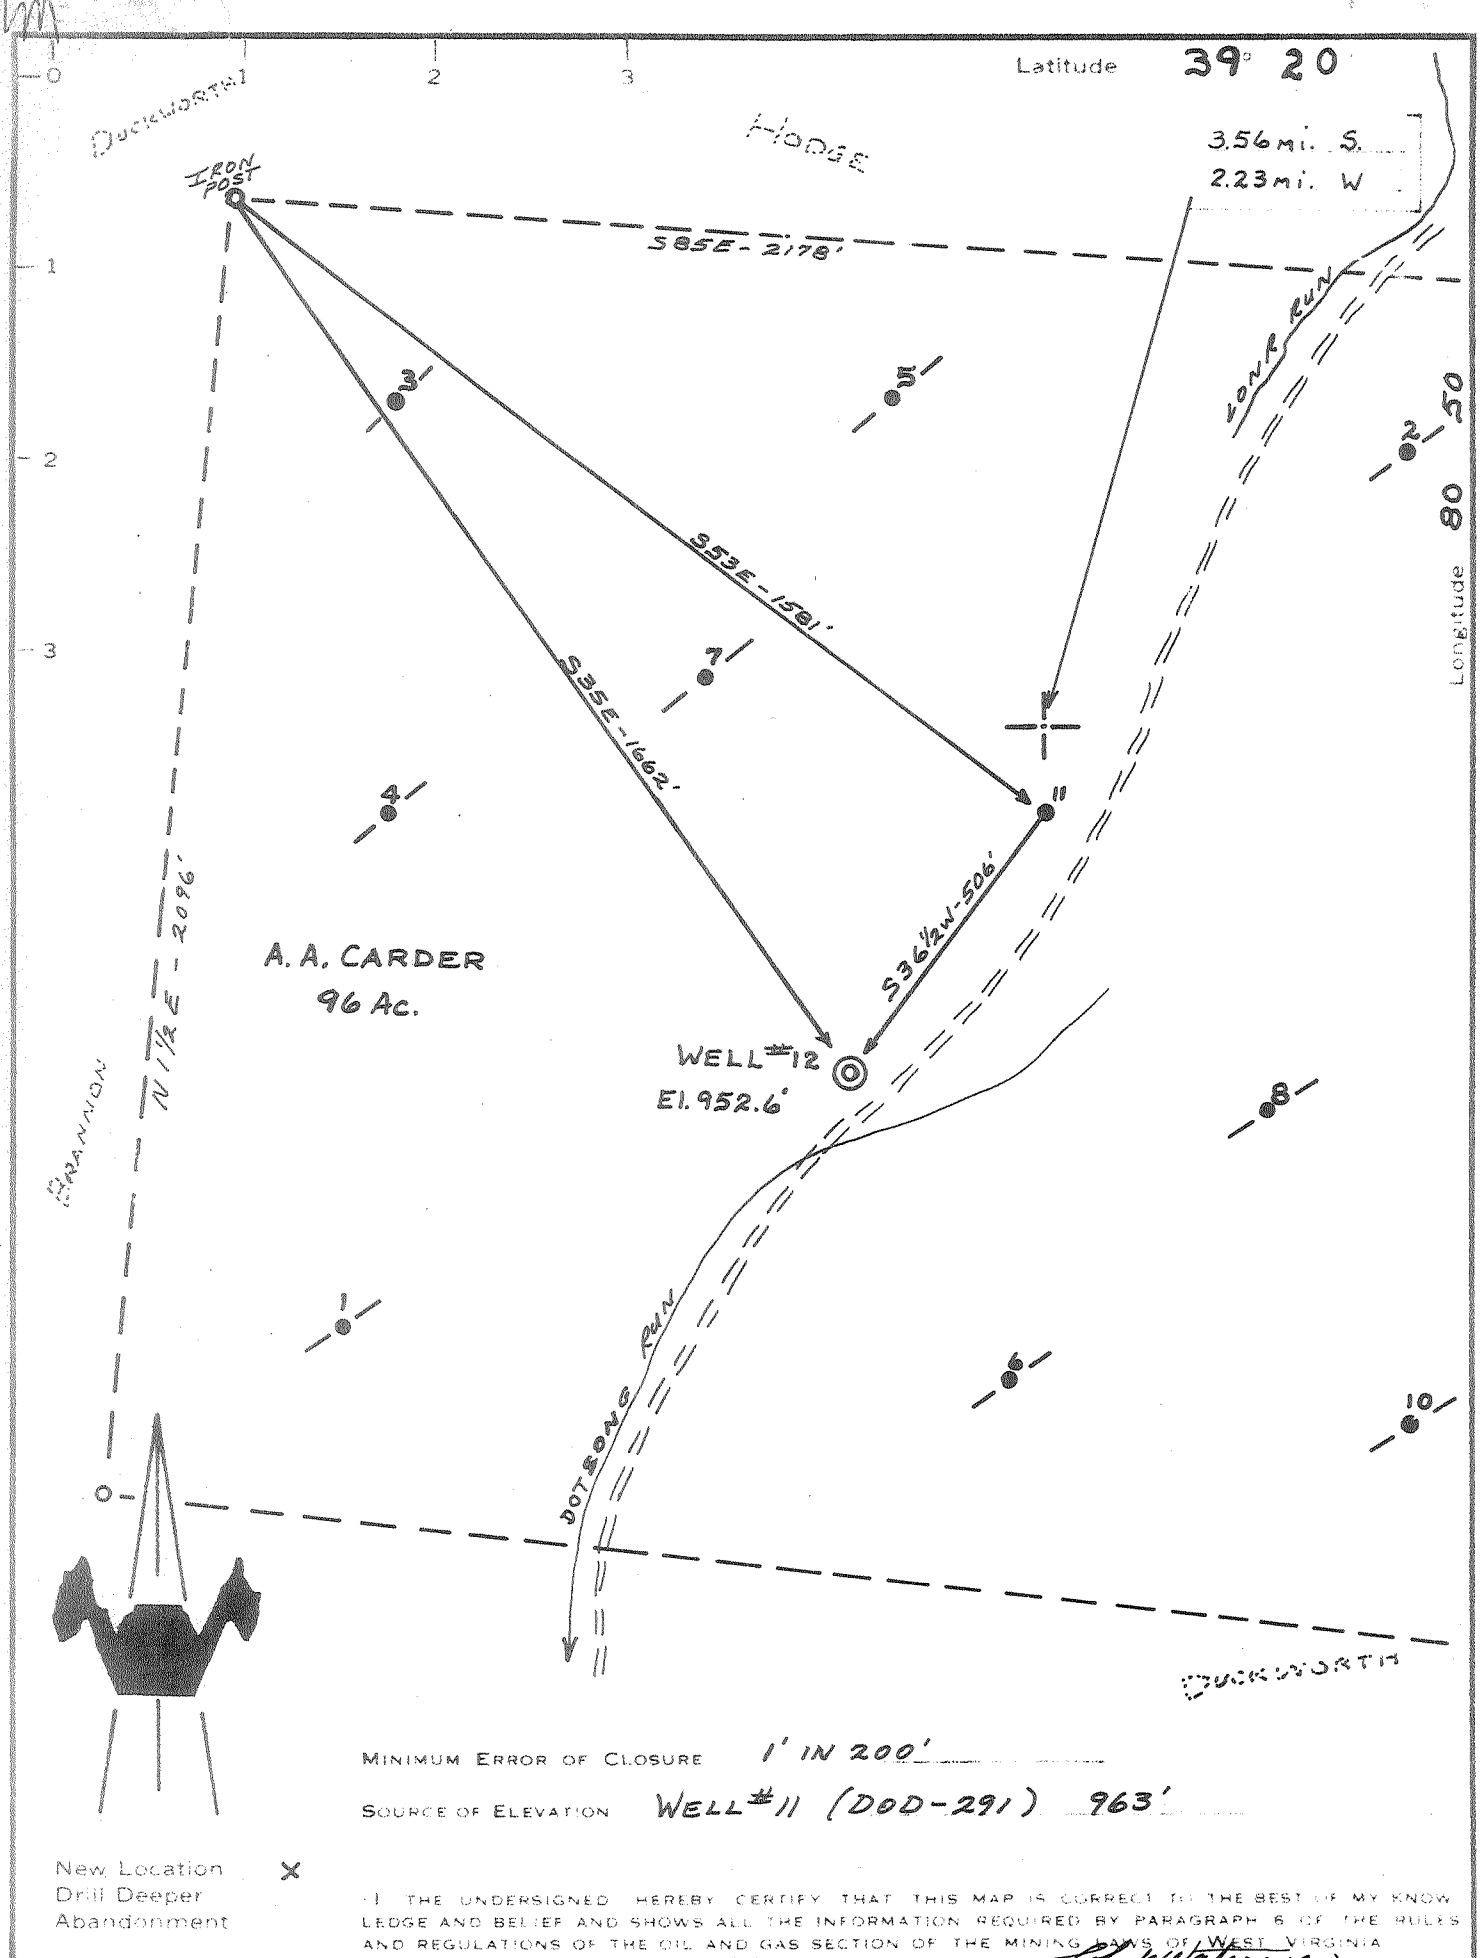 0 1 2 3
Latitude 39° 20
DUCKWORTH
HODGE
3.56 mi. S.
2.23 mi. W
IRON
POST
S85E - 2178'
1
LONR RUN
3
5
2
50
80
Longitude
2
S53E - 1581'
3
7
S35E - 1662'
4
11
N 1 1/2 E - 2096'
S36 1/2 W - 506'
A. A. CARDER
96 Ac.
WELL #12
El. 952.6'
BRANNON
8
1
DOTSONG RUN
6
10
DUCKWORTH
MINIMUM ERROR OF CLOSURE 1' IN 200'
SOURCE OF ELEVATION WELL #11 (DOD-291) 963'
New Location X
Drill Deeper
Abandonment
I THE UNDERSIGNED HEREBY CERTIFY THAT THIS MAP IS CORRECT TO THE BEST OF MY KNOW
LEDGE AND BELIEF AND SHOWS ALL THE INFORMATION REQUIRED BY PARAGRAPH 6 OF THE RULES
AND REGULATIONS OF THE OIL AND GAS SECTION OF THE MINING LAWS OF WEST VIRGINIA